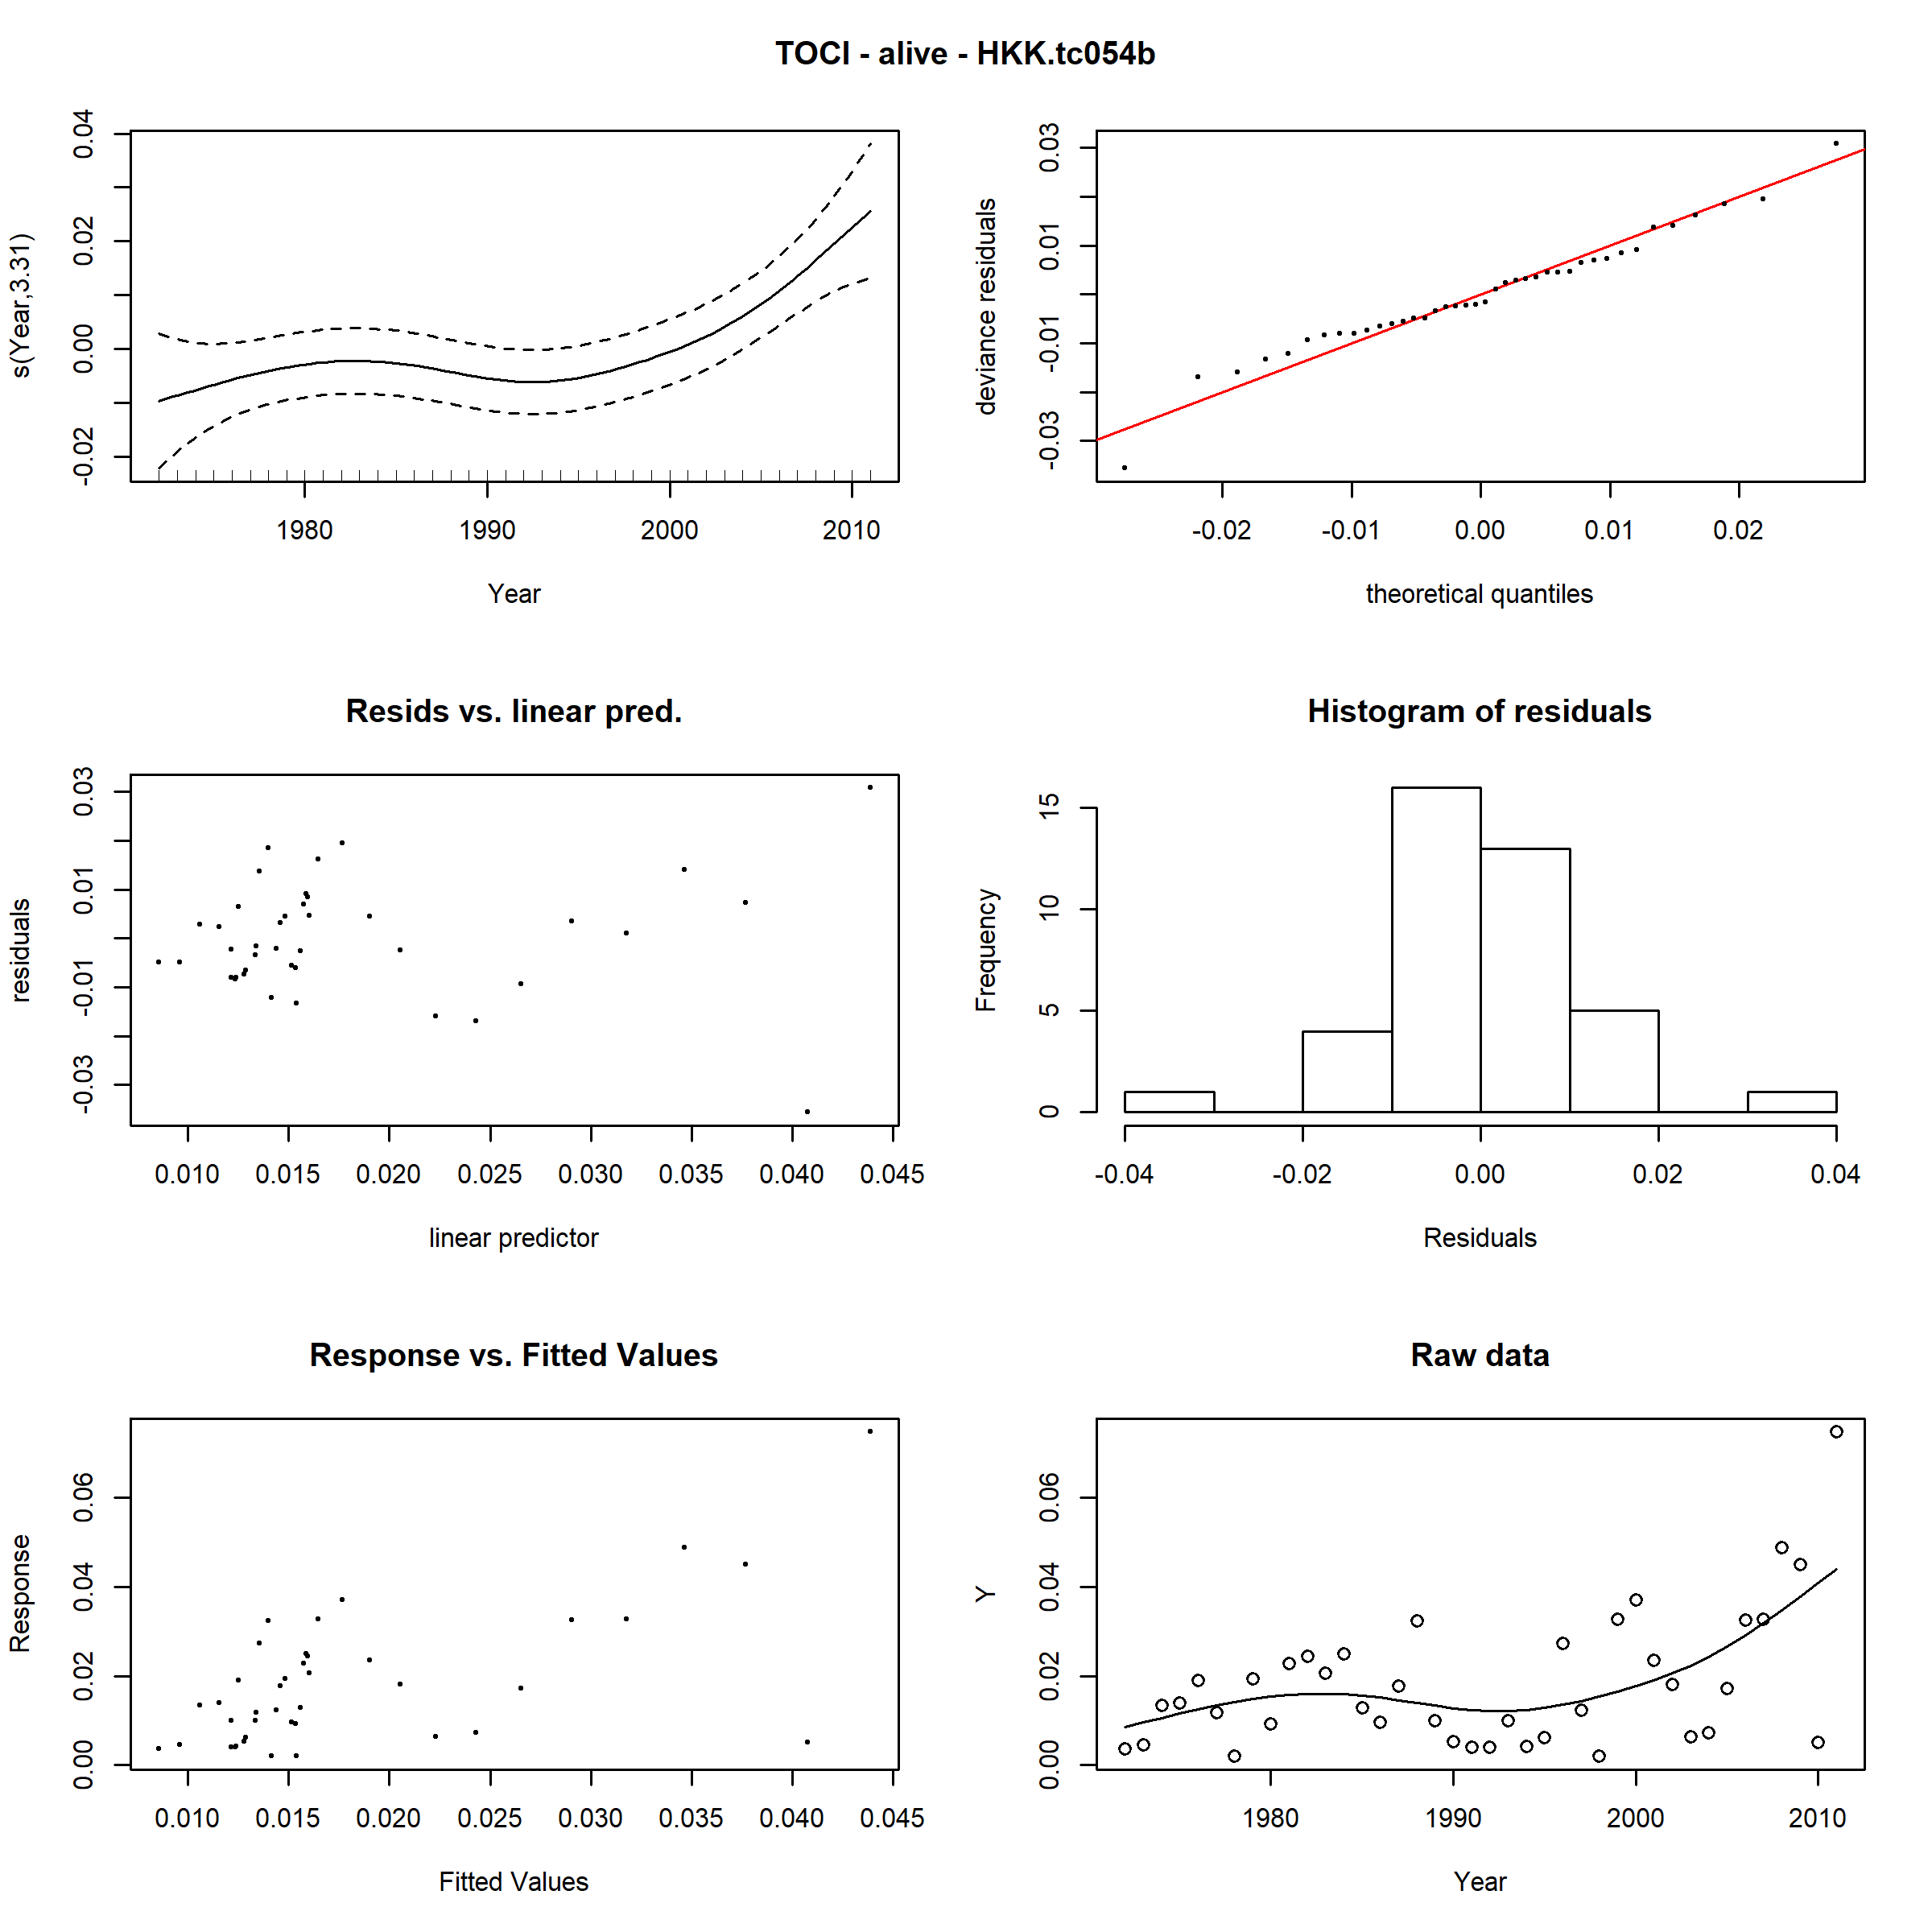 TOCI - alive - HKK.tc054b
s(Year,3.31)
-0.02 0.00 0.02 0.04
1980 1990 2000 2010
Year
deviance residuals
-0.03 -0.01 0.01 0.03
-0.02 -0.01 0.00 0.01 0.02
theoretical quantiles
Resids vs. linear pred.
residuals
-0.03 -0.01 0.01 0.03
0.010 0.015 0.020 0.025 0.030 0.035 0.040 0.045
linear predictor
Histogram of residuals
Frequency
0 5 10 15
-0.04 -0.02 0.00 0.02 0.04
Residuals
Response vs. Fitted Values
Response
0.00 0.02 0.04 0.06
0.010 0.015 0.020 0.025 0.030 0.035 0.040 0.045
Fitted Values
Raw data
Y
0.00 0.02 0.04 0.06
1980 1990 2000 2010
Year